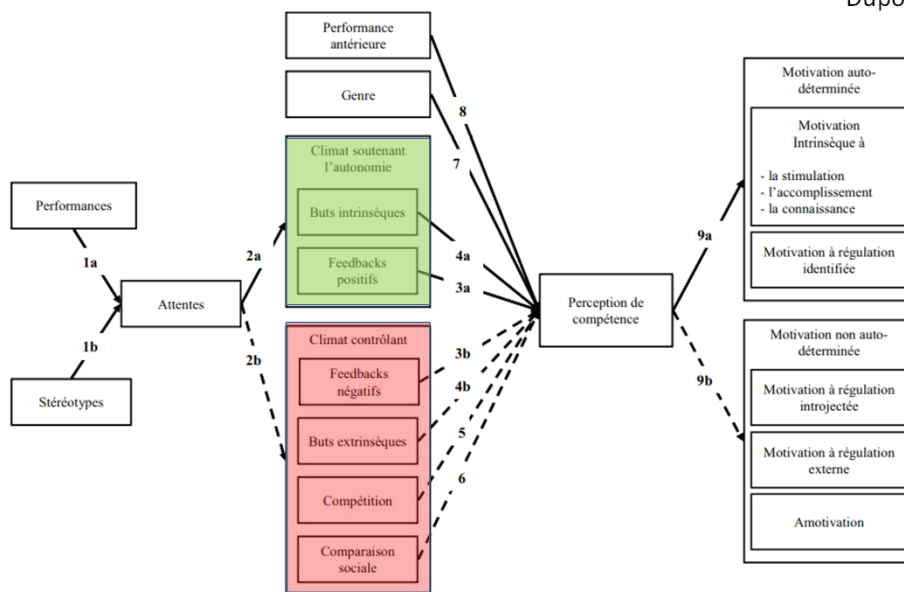 Dupo
Performance
antérieure
Genre
Climat soutenant
l'autonomie
Buts intrinsèques
Feedbacks
positifs
Climat contrôlant
Feedbacks
négatifs
Buts extrinsèques
Compétition
Comparaison
sociale
Performances
Attentes
Stéréotypes
1a
1b
2a
2b
8
7
4a
3a
3b
4b
5
6
Perception de
compétence
9a
9b
Motivation auto-
déterminée
Motivation
Intrinsèque à
- la stimulation
- l'accomplissement
- la connaissance
Motivation à régulation
identifiée
Motivation non auto-
déterminée
Motivation à régulation
introjectée
Motivation à régulation
externe
Amotivation